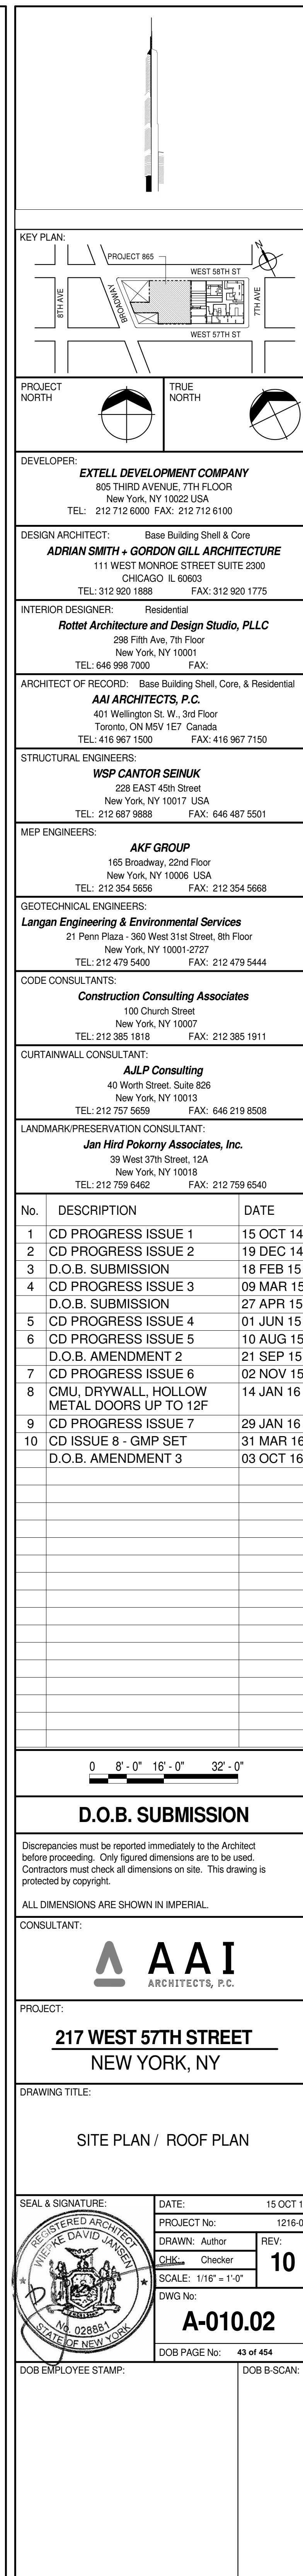 KEY PLAN:
PROJECT 865
N
WEST 58TH ST
8TH AVE
BROADWAY
7TH AVE
WEST 57TH ST
PROJECT
NORTH
TRUE
NORTH
DEVELOPER:
EXTELL DEVELOPMENT COMPANY
805 THIRD AVENUE, 7TH FLOOR
New York, NY 10022 USA
TEL: 212 712 6000 FAX: 212 712 6100
DESIGN ARCHITECT: Base Building Shell & Core
ADRIAN SMITH + GORDON GILL ARCHITECTURE
111 WEST MONROE STREET SUITE 2300
CHICAGO IL 60603
TEL: 312 920 1888 FAX: 312 920 1775
INTERIOR DESIGNER: Residential
Rottet Architecture and Design Studio, PLLC
298 Fifth Ave, 7th Floor
New York, NY 10001
TEL: 646 998 7000 FAX:
ARCHITECT OF RECORD: Base Building Shell, Core, & Residential
AAI ARCHITECTS, P.C.
401 Wellington St. W., 3rd Floor
Toronto, ON M5V 1E7 Canada
TEL: 416 967 1500 FAX: 416 967 7150
STRUCTURAL ENGINEERS:
WSP CANTOR SEINUK
228 EAST 45th Street
New York, NY 10017 USA
TEL: 212 687 9888 FAX: 646 487 5501
MEP ENGINEERS:
AKF GROUP
165 Broadway, 22nd Floor
New York, NY 10006 USA
TEL: 212 354 5656 FAX: 212 354 5668
GEOTECHNICAL ENGINEERS:
Langan Engineering & Environmental Services
21 Penn Plaza - 360 West 31st Street, 8th Floor
New York, NY 10001-2727
TEL: 212 479 5400 FAX: 212 479 5444
CODE CONSULTANTS:
Construction Consulting Associates
100 Church Street
New York, NY 10007
TEL: 212 385 1818 FAX: 212 385 1911
CURTAINWALL CONSULTANT:
AJLP Consulting
40 Worth Street. Suite 826
New York, NY 10013
TEL: 212 757 5659 FAX: 646 219 8508
LANDMARK/PRESERVATION CONSULTANT:
Jan Hird Pokorny Associates, Inc.
39 West 37th Street, 12A
New York, NY 10018
TEL: 212 759 6462 FAX: 212 759 6540
No. DESCRIPTION DATE
1 CD PROGRESS ISSUE 1 15 OCT 14
2 CD PROGRESS ISSUE 2 19 DEC 14
3 D.O.B. SUBMISSION 18 FEB 15
4 CD PROGRESS ISSUE 3 09 MAR 15
D.O.B. SUBMISSION 27 APR 15
5 CD PROGRESS ISSUE 4 01 JUN 15
6 CD PROGRESS ISSUE 5 10 AUG 15
D.O.B. AMENDMENT 2 21 SEP 15
7 CD PROGRESS ISSUE 6 02 NOV 15
8 CMU, DRYWALL, HOLLOW 14 JAN 16
METAL DOORS UP TO 12F
9 CD PROGRESS ISSUE 7 29 JAN 16
10 CD ISSUE 8 - GMP SET 31 MAR 16
D.O.B. AMENDMENT 3 03 OCT 16
0 8' - 0" 16' - 0" 32' - 0"
D.O.B. SUBMISSION
Discrepancies must be reported immediately to the Architect
before proceeding. Only figured dimensions are to be used.
Contractors must check all dimensions on site. This drawing is
protected by copyright.
ALL DIMENSIONS ARE SHOWN IN IMPERIAL.
CONSULTANT:
AAI
ARCHITECTS, P.C.
PROJECT:
217 WEST 57TH STREET
NEW YORK, NY
DRAWING TITLE:
SITE PLAN / ROOF PLAN
SEAL & SIGNATURE:
REGISTERED ARCHITECT
DAVID JANSEN
No. 028881
STATE OF NEW YORK
DATE: 15 OCT 1
PROJECT No: 1216-0
DRAWN: Author
CHK: Checker
SCALE: 1/16" = 1'-0"
REV:
10
DWG No:
A-010.02
DOB PAGE No: 43 of 454
DOB EMPLOYEE STAMP:
DOB B-SCAN: